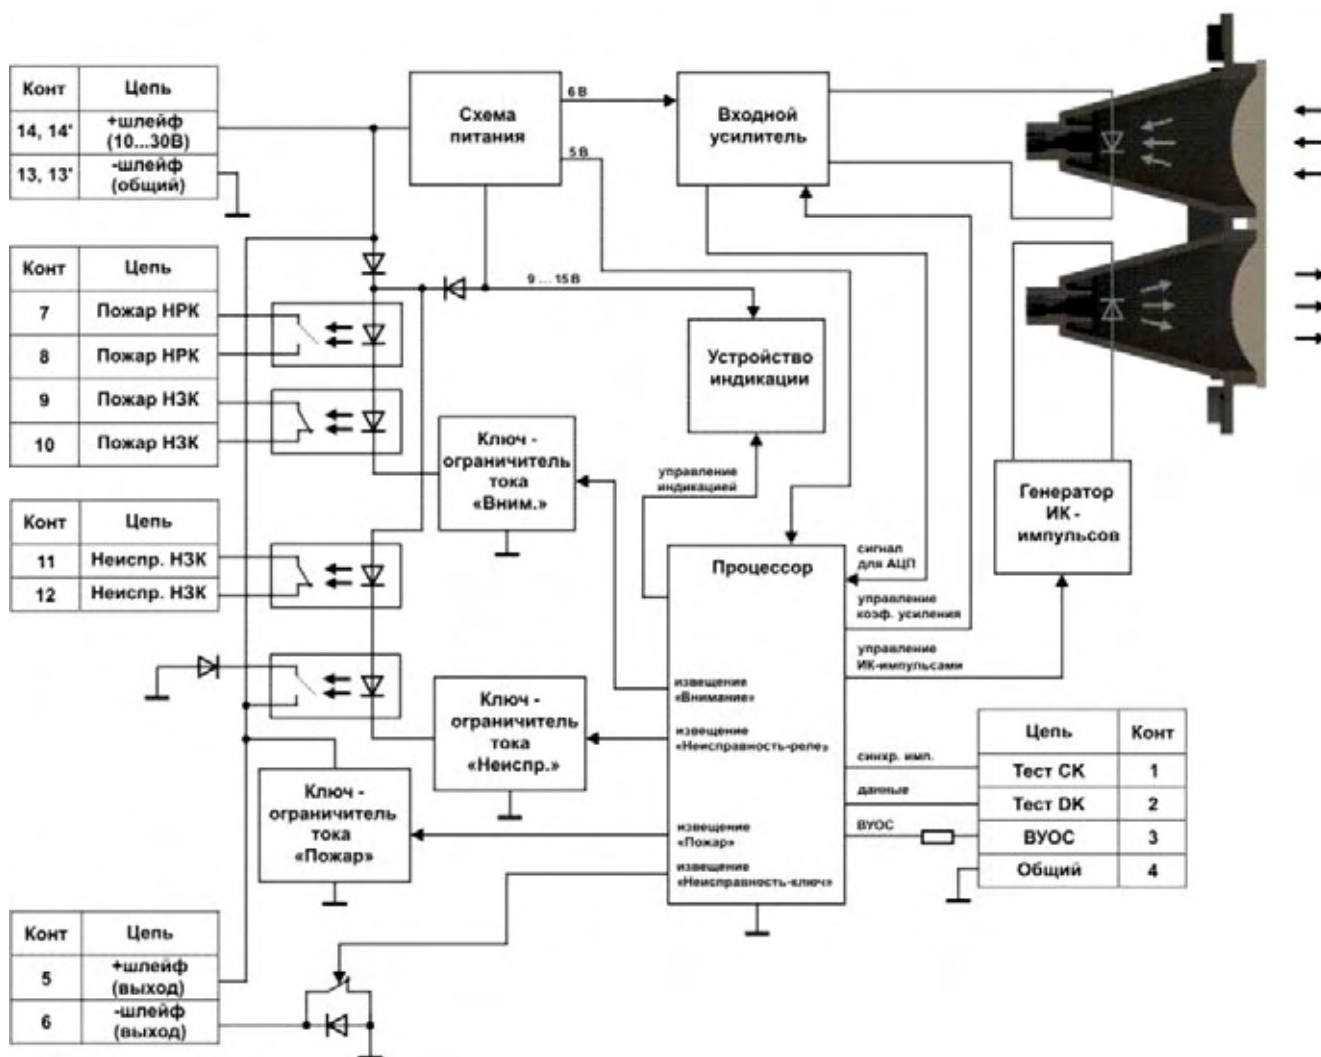 Конт Цепь
14, 14' +шлейф (10...30В)
13, 13' -шлейф (общий)
Схема
питания
6 В
5 В
Входной
усилитель
Конт Цепь
7 Пожар НРК
8 Пожар НРК
9 Пожар НЗК
10 Пожар НЗК
9 ... 15 В
Устройство
индикации
Ключ -
ограничитель
тока
«Вним.»
управление
индикацией
Генератор
ИК -
импульсов
Конт Цепь
11 Неиспр. НЗК
12 Неиспр. НЗК
Процессор
сигнал
для АЦП
управление
коэф. усиления
управление
ИК-импульсами
извещение
«Внимание»
Ключ -
ограничитель
тока
«Неиспр.»
извещение
«Неисправность-реле»
Ключ -
ограничитель
тока
«Пожар»
извещение
«Пожар»
извещение
«Неисправность-ключ»
синхр. имп.
данные
ВУОС
Цепь Конт
Тест СК 1
Тест DK 2
ВУОС 3
Общий 4
Конт Цепь
5 +шлейф (выход)
6 -шлейф (выход)